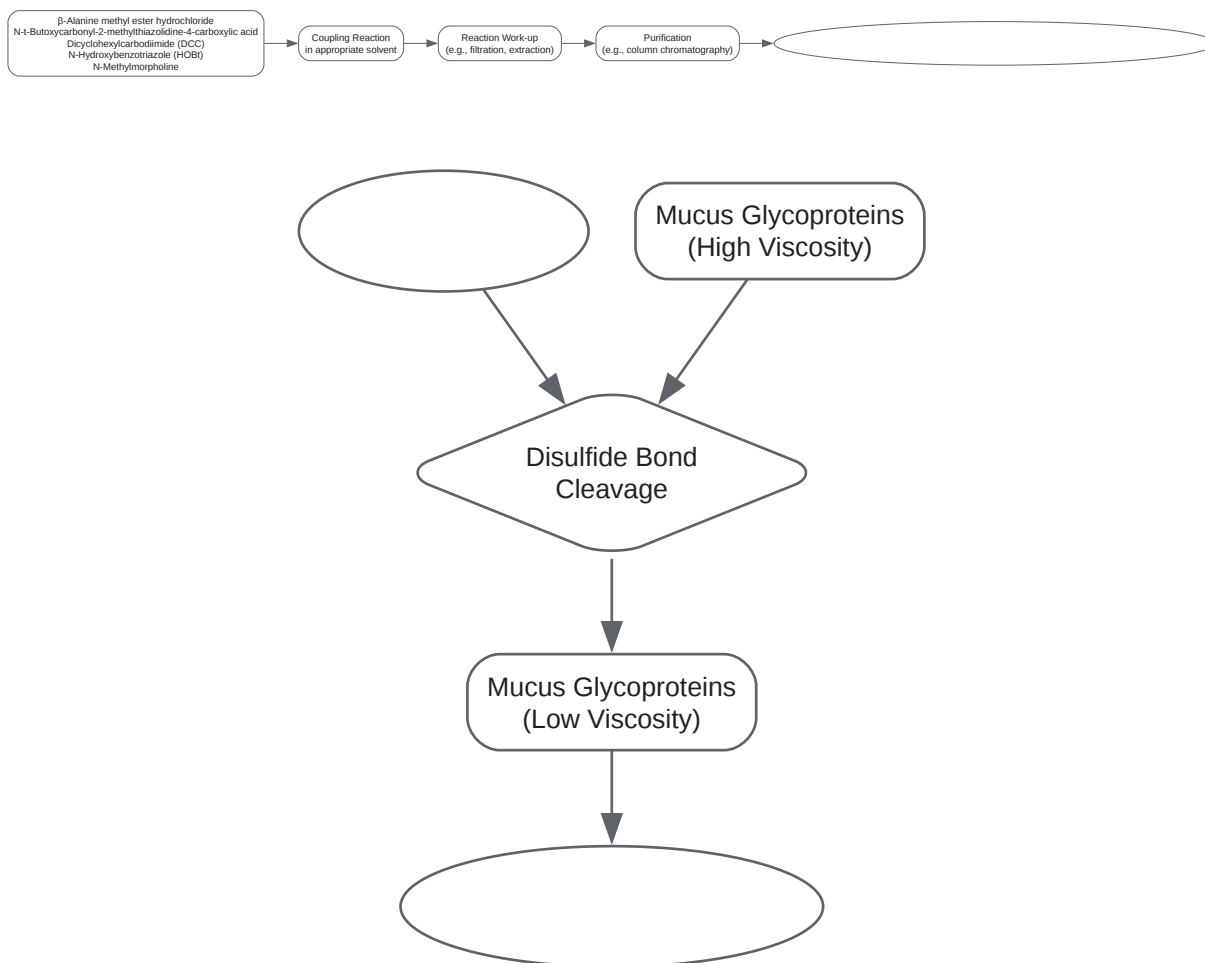 β-Alanine methyl ester hydrochloride
N-t-Butoxycarbonyl-2-methylthiazolidine-4-carboxylic acid
Dicyclohexylcarbodiimide (DCC)
N-Hydroxybenzotriazole (HOBt)
N-Methylmorpholine
Coupling Reaction
in appropriate solvent
Reaction Work-up
(e.g., filtration, extraction)
Purification
(e.g., column chromatography)
Mucus Glycoproteins
(High Viscosity)
Disulfide Bond
Cleavage
Mucus Glycoproteins
(Low Viscosity)